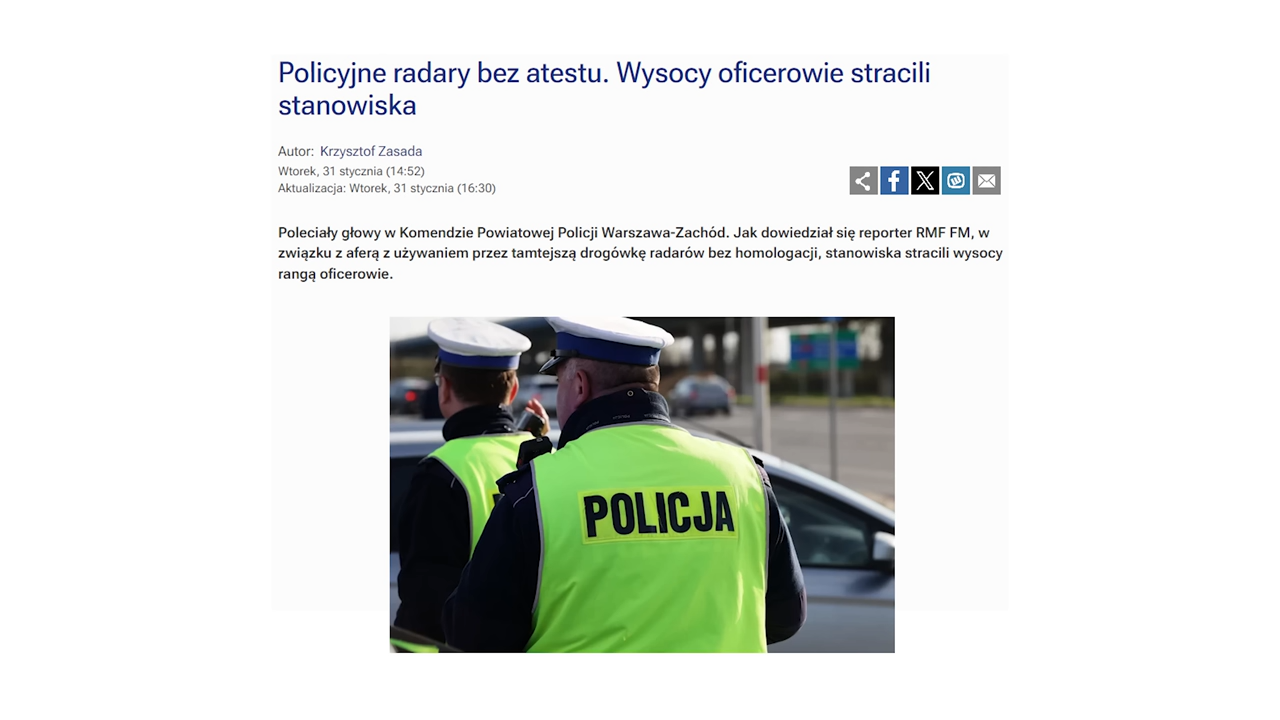 Policyjne radary bez atestu. Wysocy oficerowie stracili
stanowiska
Autor: Krzysztof Zasada
Wtorek, 31 stycznia (14:52)
Aktualizacja: Wtorek, 31 stycznia (16:30)
Poleciały głowy w Komendzie Powiatowej Policji Warszawa-Zachód. Jak dowiedział się reporter RMF FM, w
związku z aferą z używaniem przez tamtejszą drogówkę radarów bez homologacji, stanowiska stracili wysocy
rangą oficerowie.
POLICJA